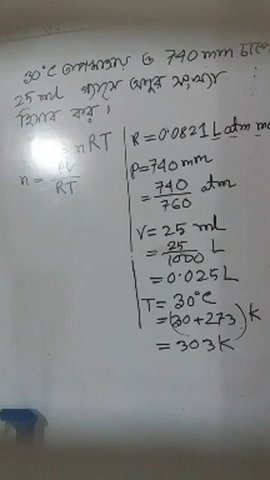 30°C তাপমাত্রায় ও 740 mm চাপে
25 ml গ্যাসে অণুর সংখ্যা
হিসাব কর।
= nRT
n = PV/RT
R = 0.0821 L atm
P = 740 mm
= 740/760 atm
V = 25 ml
= 25/1000 L
= 0.025 L
T = 30°C
= (30+273) K
= 303 K